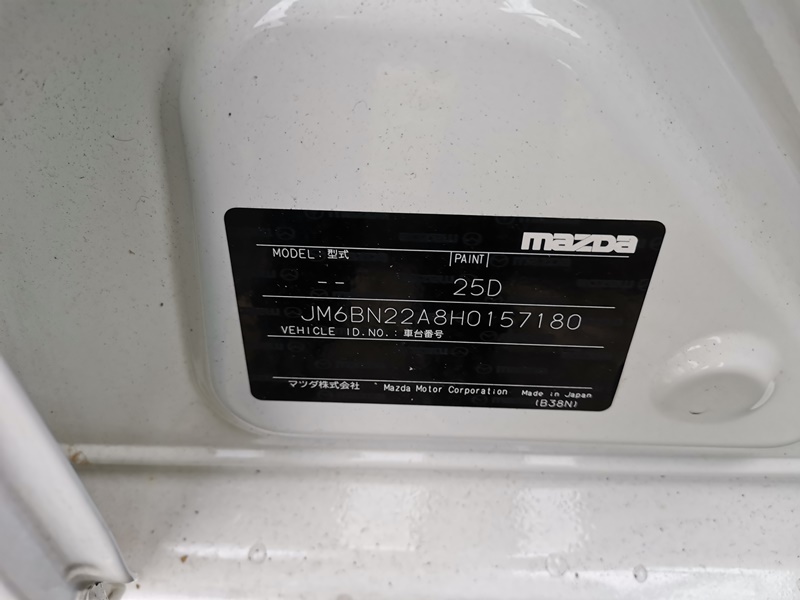 mazda
MODEL:型式 |PAINT|
-- 25D
JM6BN22A8H0157180
VEHICLE ID.NO.:車台番号
マツダ株式会社 Mazda Motor Corporation Made in Japan
(B38N)